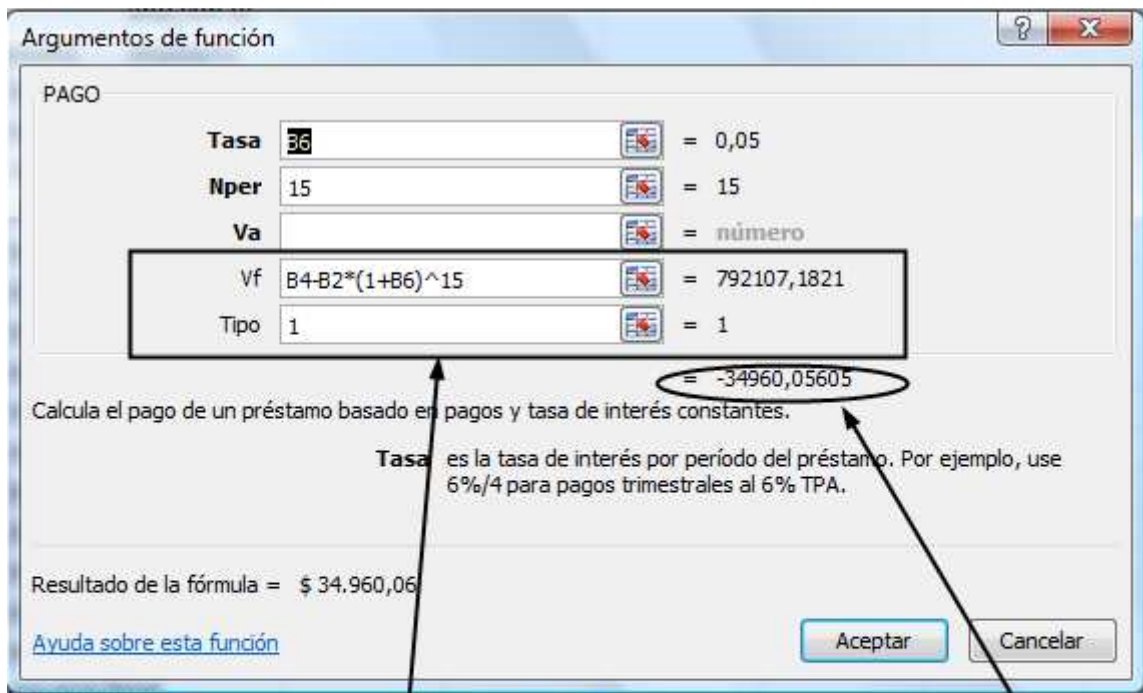 Argumentos de función
PAGO
Tasa B6 = 0,05
Nper 15 = 15
Va = número
Vf B4-B2*(1+B6)^15 = 792107,1821
Tipo 1 = 1
= -34960,05605
Calcula el pago de un préstamo basado en pagos y tasa de interés constantes.
Tasa es la tasa de interés por período del préstamo. Por ejemplo, use
6%/4 para pagos trimestrales al 6% TPA.
Resultado de la fórmula = $ 34.960,06
Ayuda sobre esta función
Aceptar Cancelar